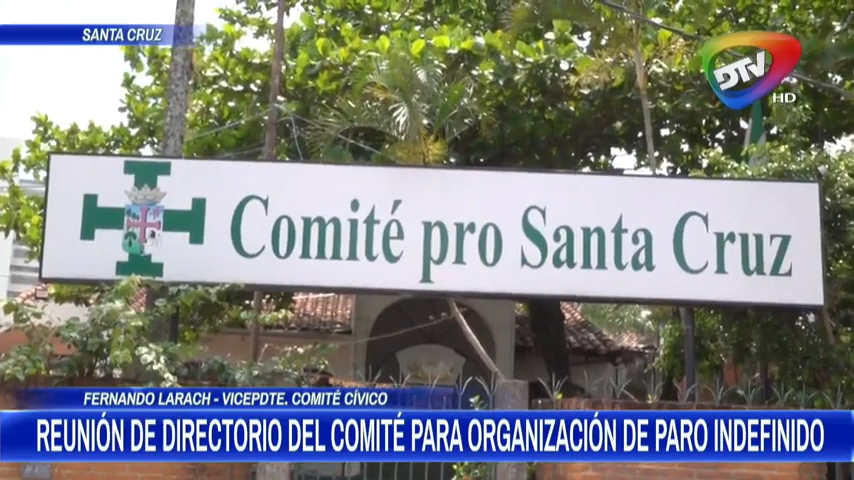 SANTA CRUZ
DTV
HD
Comité pro Santa Cruz
FERNANDO LARACH - VICEPDTE. COMITÉ CÍVICO
REUNIÓN DE DIRECTORIO DEL COMITÉ PARA ORGANIZACIÓN DE PARO INDEFINIDO